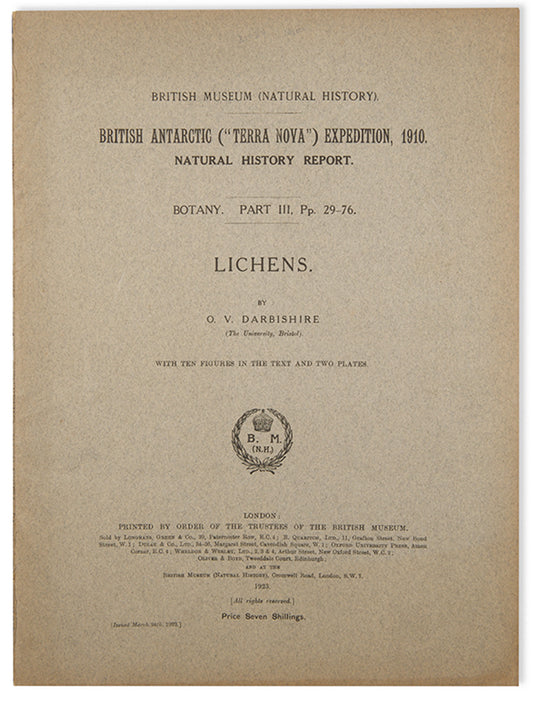 BRITISH MUSEUM (NATURAL HISTORY).
BRITISH ANTARCTIC ("TERRA NOVA") EXPEDITION, 1910.
NATURAL HISTORY REPORT.
BOTANY. PART III, Pp. 29–76.
LICHENS.
BY
O. V. DARBISHIRE
(The University, Bristol).
WITH TEN FIGURES IN THE TEXT AND TWO PLATES.
B. M.
(N.H.)
LONDON:
PRINTED BY ORDER OF THE TRUSTEES OF THE BRITISH MUSEUM.
Sold by LONGMANS, GREEN & CO., 39, Paternoster Row, E.C. 4; B. QUARITCH, LTD., 11, Grafton Street, New Bond
Street, W. 1; DULAU & CO., LTD., 34–36, Margaret Street, Cavendish Square, W. 1; OXFORD UNIVERSITY PRESS, Amen
Corner, E.C. 4; WHELDON & WESLEY, LTD., 2, 3 & 4, Arthur Street, New Oxford Street, W.C. 2;
OLIVER & BOYD, Tweeddale Court, Edinburgh;
AND AT THE
BRITISH MUSEUM (NATURAL HISTORY), Cromwell Road, London, S.W. 7.
1923.
[All rights reserved.]
Price Seven Shillings.
[Issued March 24th, 1923.]